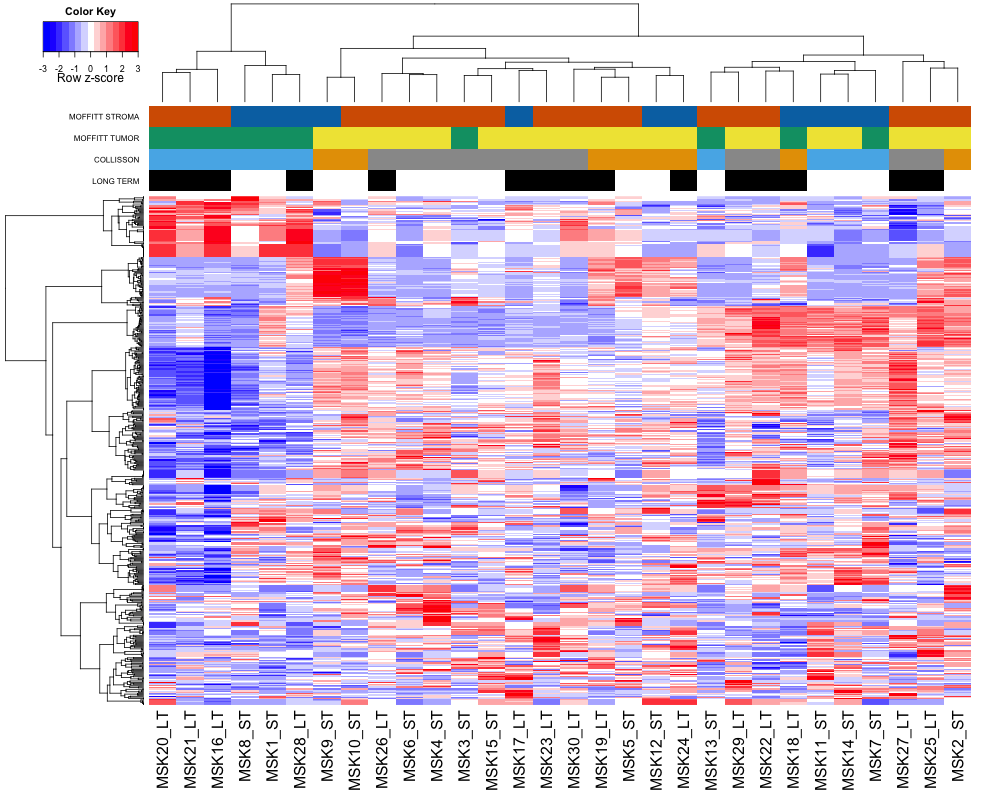 Color Key
-3 -2 -1 0 1 2 3
Row z-score
MOFFITT STROMA
MOFFITT TUMOR
COLLISSON
LONG TERM
MSK20_LT
MSK21_LT
MSK16_LT
MSK8_ST
MSK1_ST
MSK28_LT
MSK9_ST
MSK10_ST
MSK26_LT
MSK6_ST
MSK4_ST
MSK3_ST
MSK15_ST
MSK17_LT
MSK23_LT
MSK30_LT
MSK19_LT
MSK5_ST
MSK12_ST
MSK24_LT
MSK13_ST
MSK29_LT
MSK22_LT
MSK18_LT
MSK11_ST
MSK14_ST
MSK7_ST
MSK27_LT
MSK25_LT
MSK2_ST